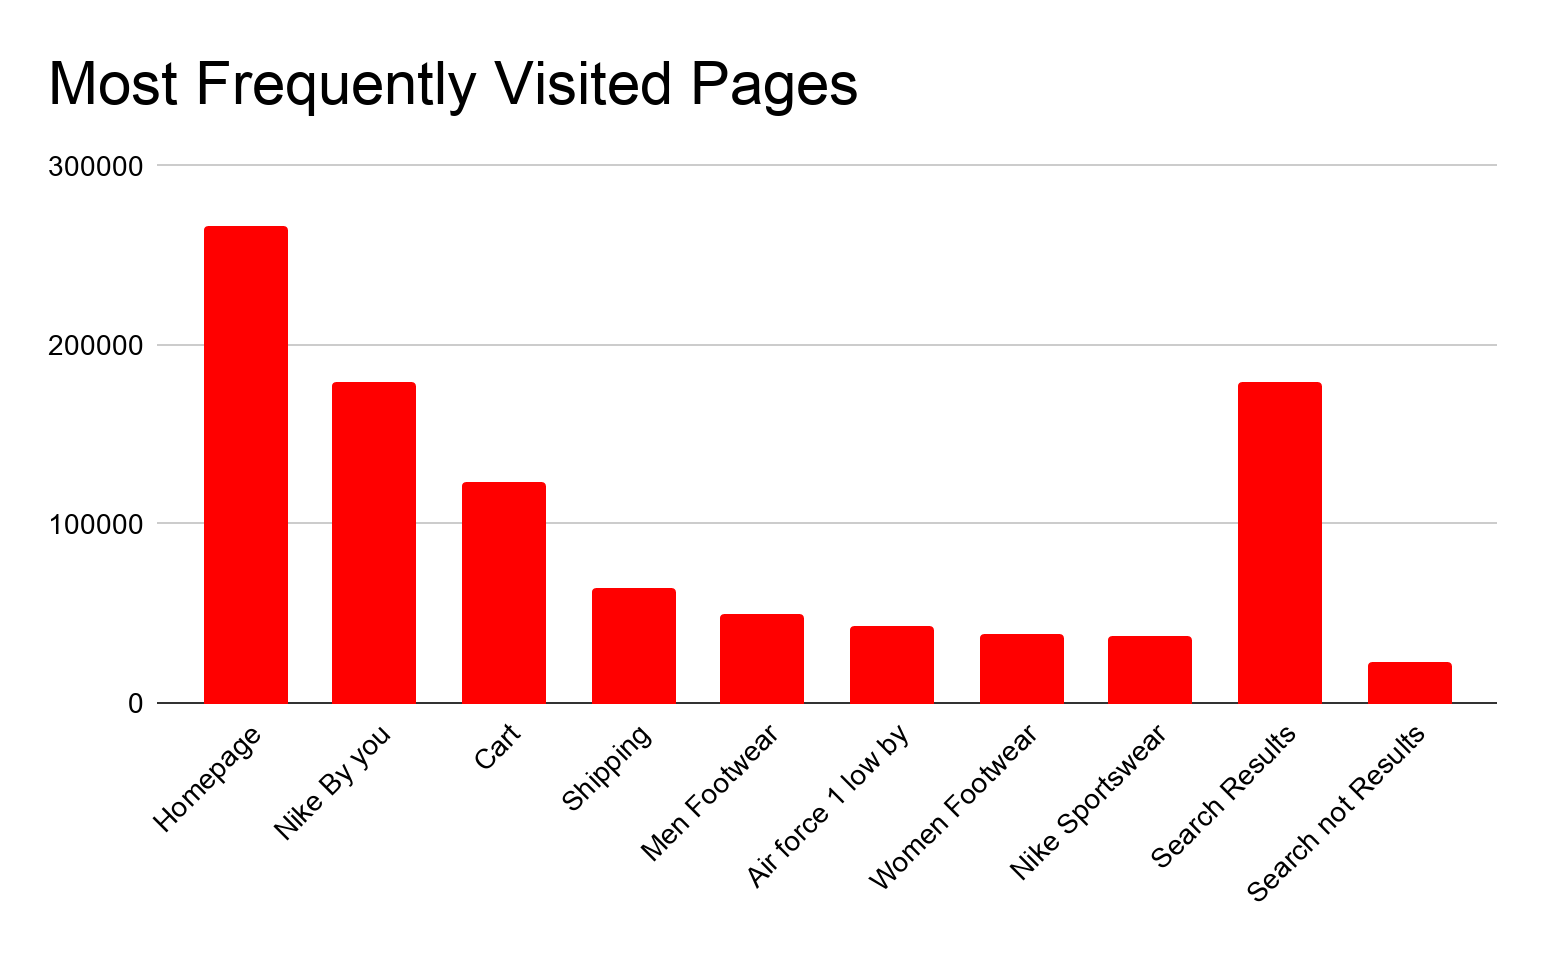 Most Frequently Visited Pages
300000
200000
100000
0
Homepage
Nike By you
Cart
Shipping
Men Footwear
Air force 1 low by
Women Footwear
Nike Sportswear
Search Results
Search not Results